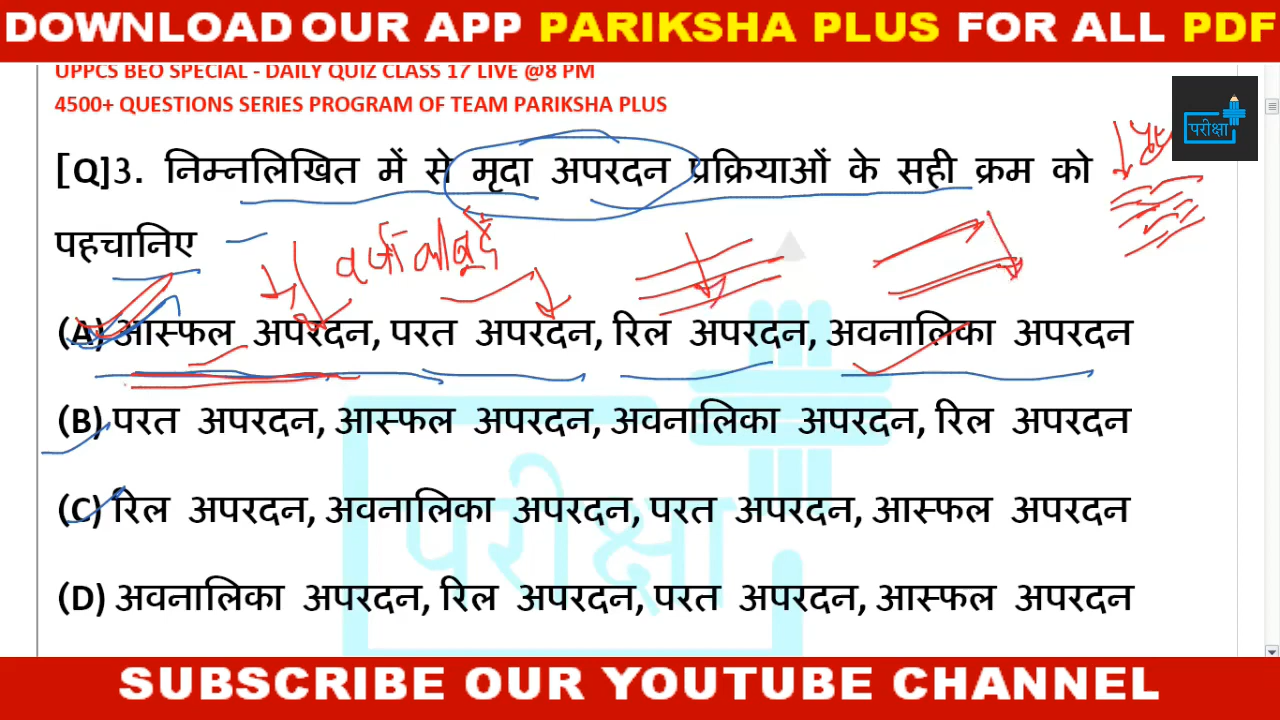 DOWNLOAD OUR APP PARIKSHA PLUS FOR ALL PDF
UPPCS BEO SPECIAL - DAILY QUIZ CLASS 17 LIVE @8 PM
4500+ QUESTIONS SERIES PROGRAM OF TEAM PARIKSHA PLUS
परीक्षा
[Q]3. निम्नलिखित में से मृदा अपरदन प्रक्रियाओं के सही क्रम को
पहचानिए
वर्षा की बूंदे
(A) आस्फल अपरदन, परत अपरदन, रिल अपरदन, अवनालिका अपरदन
(B) परत अपरदन, आस्फल अपरदन, अवनालिका अपरदन, रिल अपरदन
(C) रिल अपरदन, अवनालिका अपरदन, परत अपरदन, आस्फल अपरदन
(D) अवनालिका अपरदन, रिल अपरदन, परत अपरदन, आस्फल अपरदन
परीक्षा
SUBSCRIBE OUR YOUTUBE CHANNEL